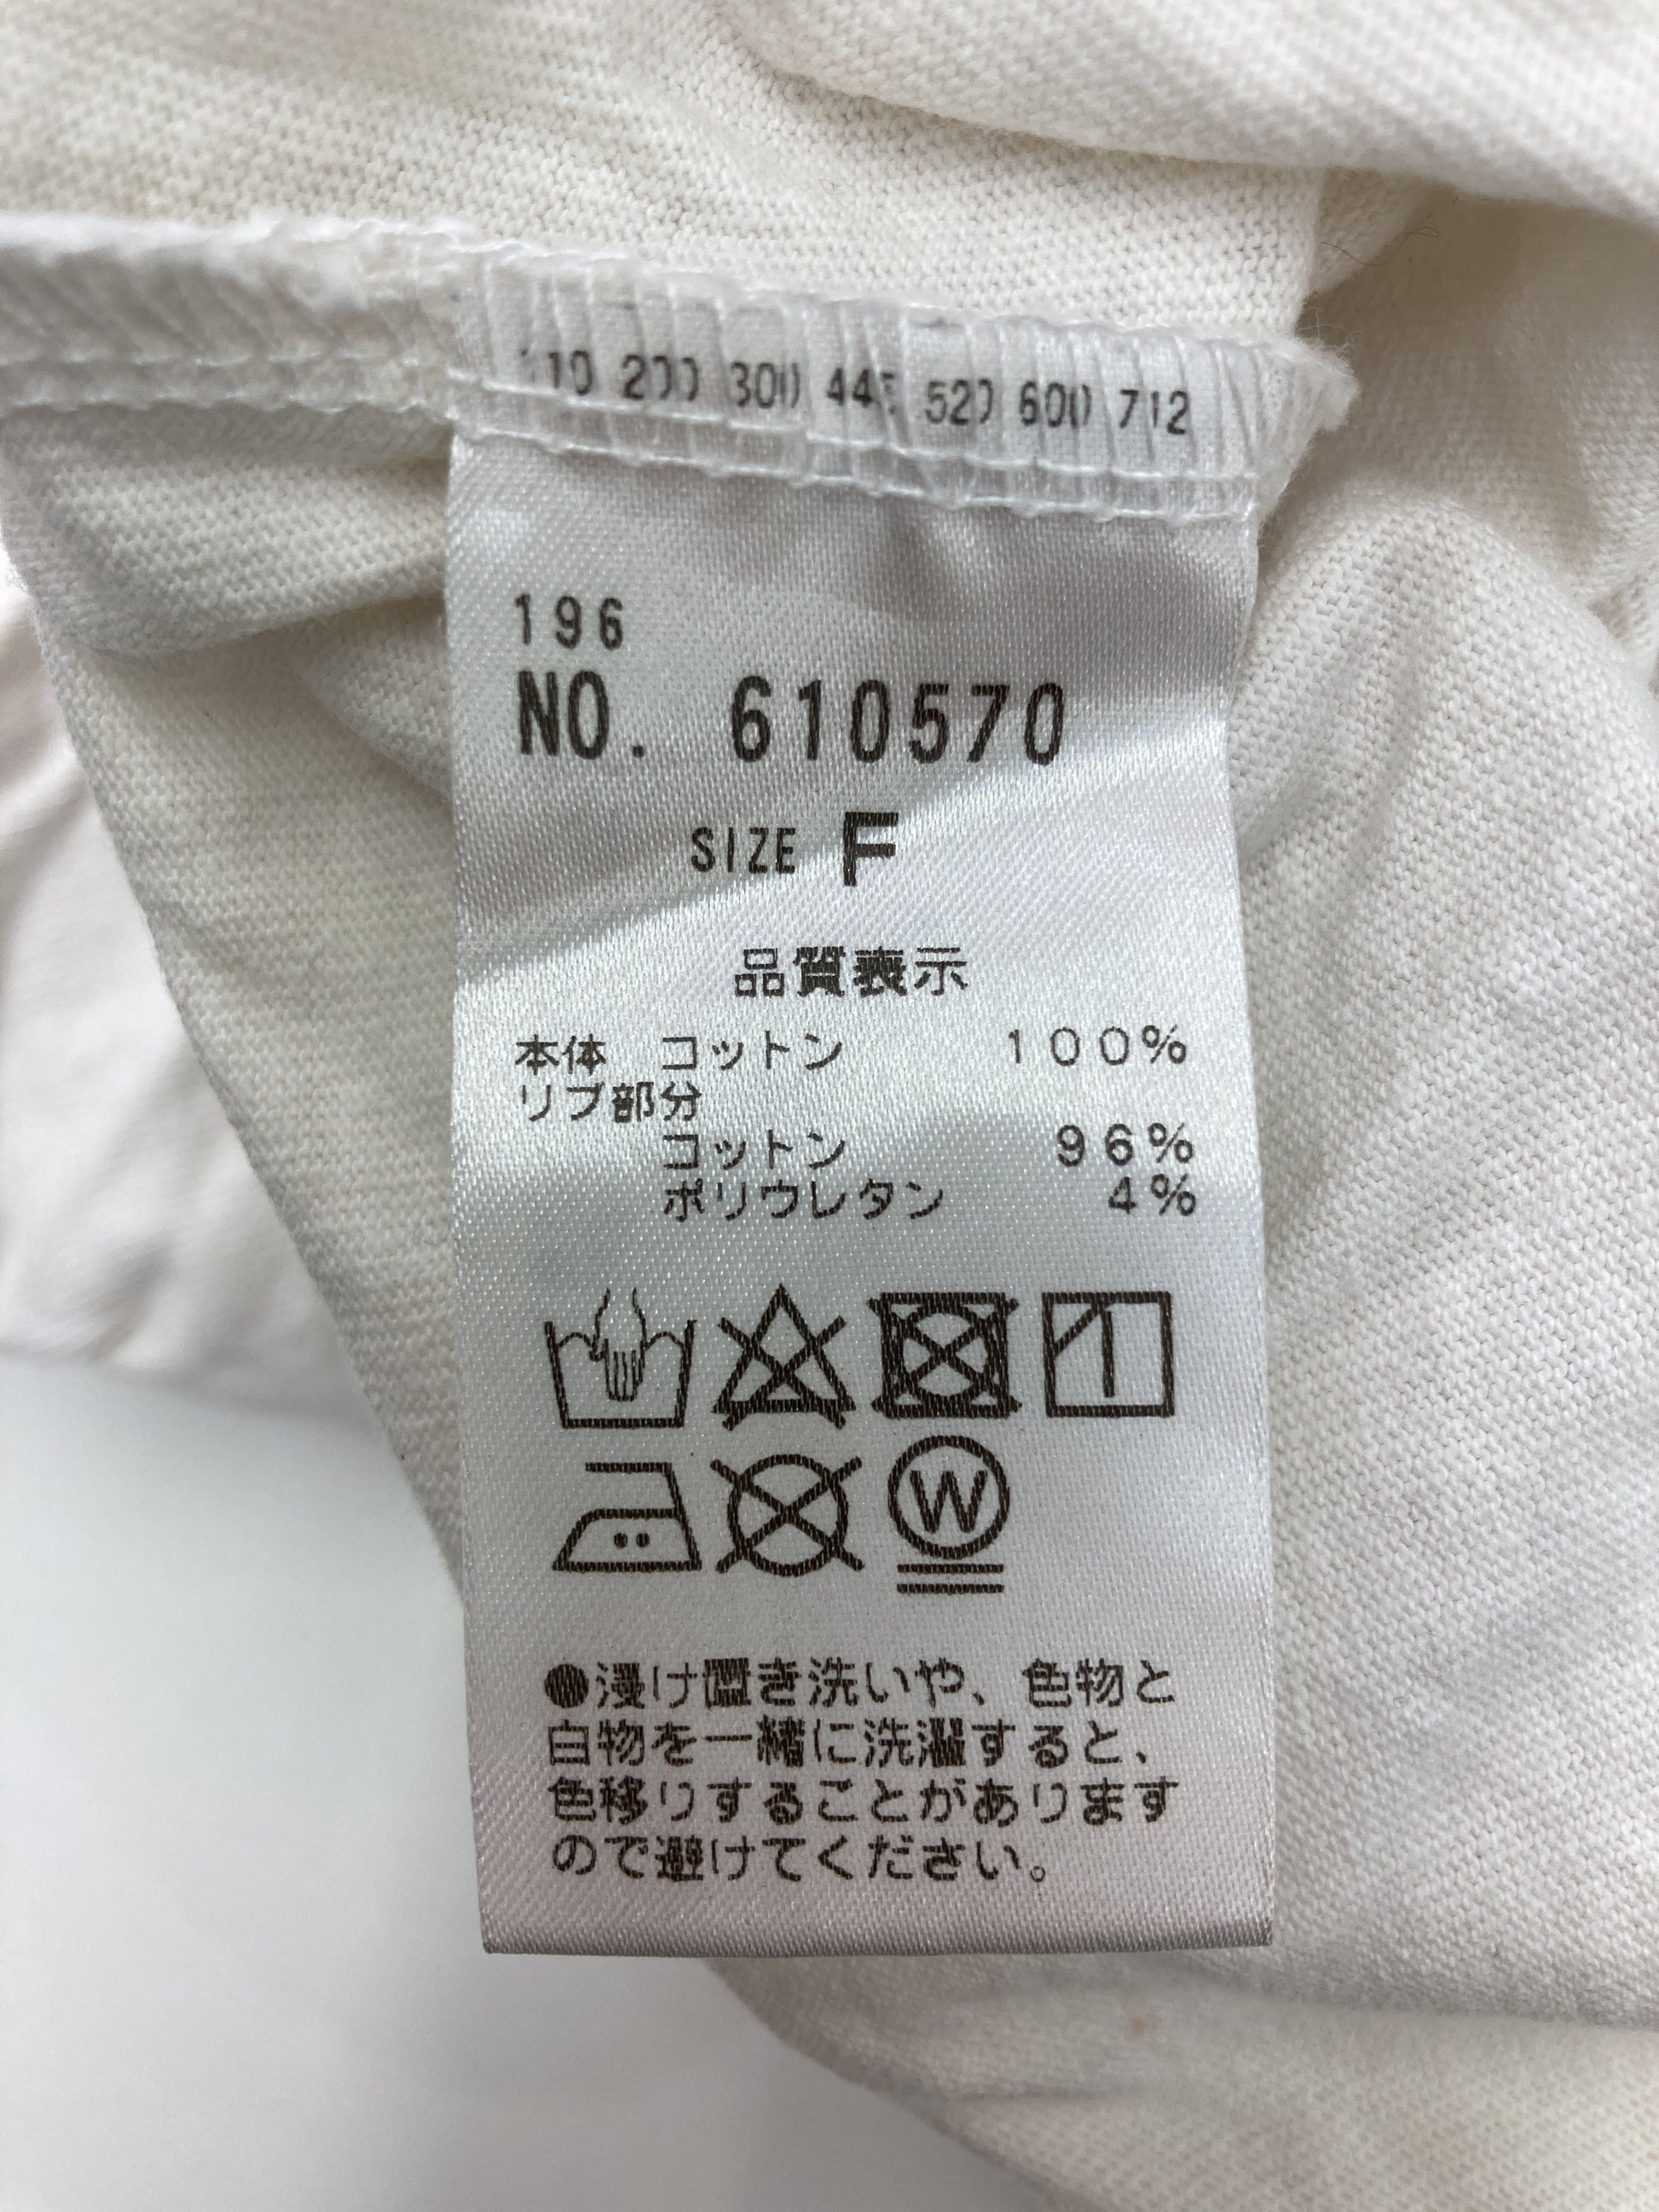 200 300 520 600 712
196
NO. 610570
SIZE F
品質表示
本体 コットン 100%
リブ部分
コットン 96%
ポリウレタン 4%
W
●浸け置き洗いや、色物と
白物を一緒に洗濯すると、
色移りすることがあります
ので避けてください。